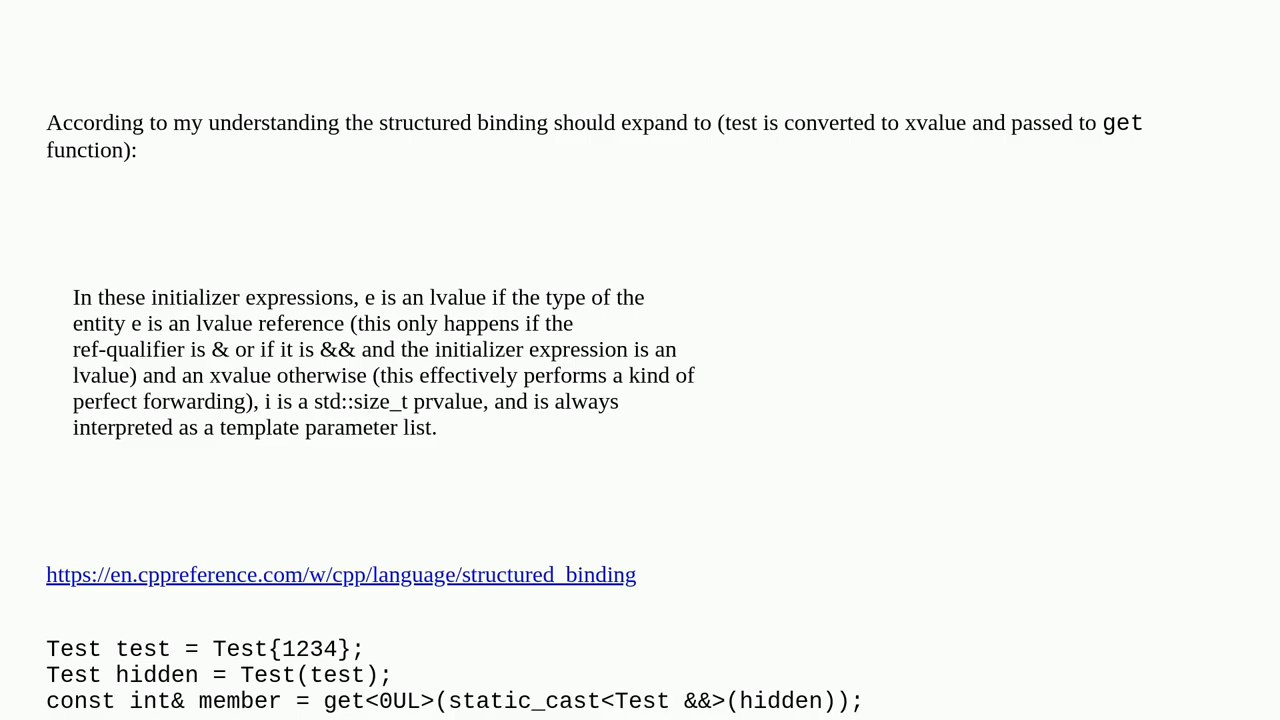 According to my understanding the structured binding should expand to (test is converted to xvalue and passed to get
function):
In these initializer expressions, e is an lvalue if the type of the
entity e is an lvalue reference (this only happens if the
ref-qualifier is & or if it is && and the initializer expression is an
lvalue) and an xvalue otherwise (this effectively performs a kind of
perfect forwarding), i is a std::size_t prvalue, and is always
interpreted as a template parameter list.
https://en.cppreference.com/w/cpp/language/structured_binding
Test test = Test{1234};
Test hidden = Test(test);
const int& member = get<0UL>(static_cast<Test &&>(hidden));